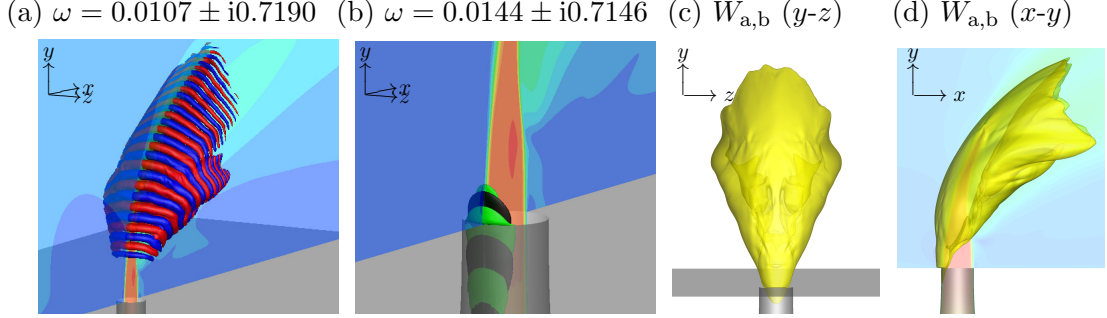 (a) ω = 0.0107 ± i0.7190
(b) ω = 0.0144 ± i0.7146
(c) W_{a,b} (y-z)
(d) W_{a,b} (x-y)
y
x
z
y
x
z
y
z
y
x